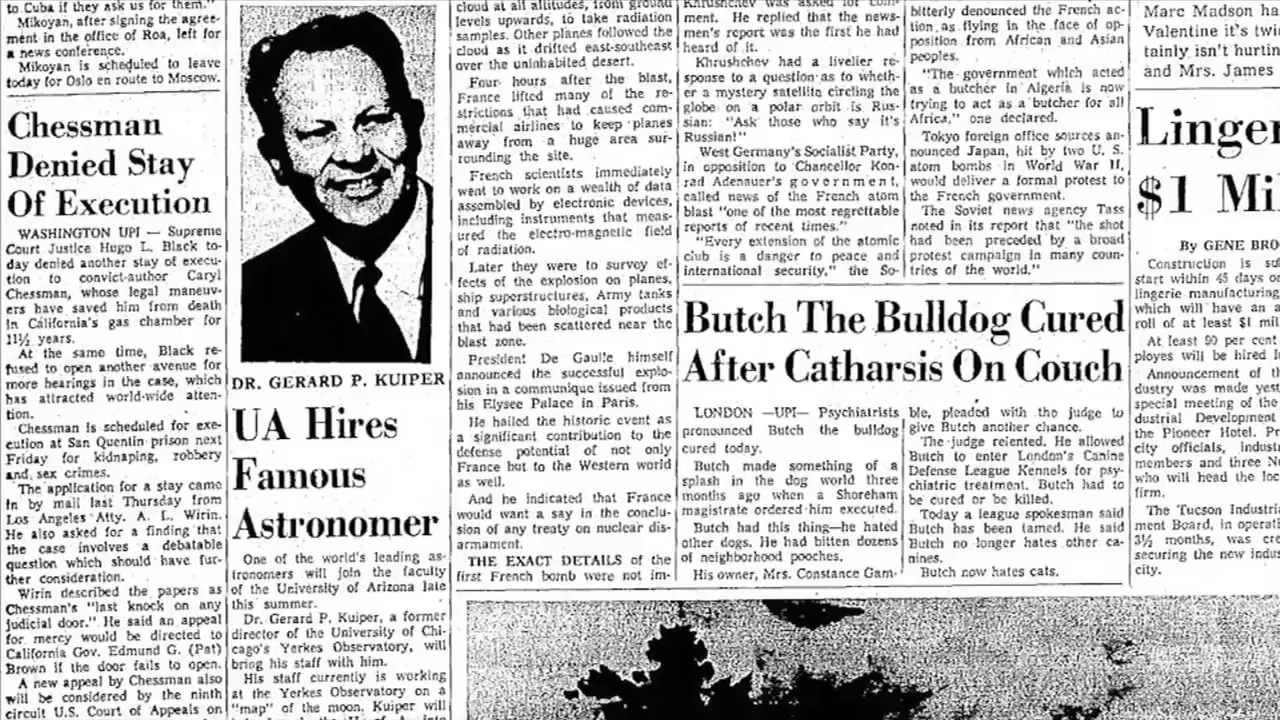 to Cuba if they ask us for them."
Mikoyan, after signing the agree-
ment in the office of Roa, left for
a news conference.
Mikoyan is scheduled to leave
today for Oslo en route to Moscow.
Chessman
Denied Stay
Of Execution
WASHINGTON UPI — Supreme
Court Justice Hugo L. Black to-
day denied another stay of execu-
tion to convict-author Caryl
Chessman, whose legal maneuv-
ers have saved him from death
in California's gas chamber for
11½ years.
At the same time, Black re-
fused to open another avenue for
more hearings in the case, which
has attracted world-wide atten-
tion.
Chessman is scheduled for ex-
ecution at San Quentin prison next
Friday for kidnaping, robbery
and sex crimes.
The application for a stay came
in by mail last Thursday from
Los Angeles Atty. A. L. Wirin.
He also asked for a finding that
the case involves a debatable
question which should have fur-
ther consideration.
Wirin described the papers as
Chessman's "last knock on any
judicial door." He said an appeal
for mercy would be directed to
California Gov. Edmund G. (Pat)
Brown if the door fails to open.
A new appeal by Chessman also
will be considered by the ninth
circuit U.S. Court of Appeals on
DR. GERARD P. KUIPER
UA Hires
Famous
Astronomer
One of the world's leading as-
tronomers will join the faculty
of the University of Arizona late
this summer.
Dr. Gerard P. Kuiper, a former
director of the University of Chi-
cago's Yerkes Observatory, will
bring his staff with him.
His staff currently is working
at the Yerkes Observatory on a
"map" of the moon. Kuiper will
cloud at all altitudes, from ground
levels upwards, to take radiation
samples. Other planes followed the
cloud as it drifted east-southeast
over the uninhabited desert.
Four hours after the blast,
France lifted many of the re-
strictions that had caused com-
mercial airlines to keep planes
away from a huge area sur-
rounding the site.
French scientists immediately
went to work on a wealth of data
assembled by electronic devices,
including instruments that meas-
ured the electro-magnetic field
of radiation.
Later they were to survey ef-
fects of the explosion on planes,
ship superstructures, Army tanks
and various biological products
that had been scattered near the
blast zone.
President De Gaulle himself
announced the successful explo-
sion in a communique issued from
his Elysee Palace in Paris.
He hailed the historic event as
a significant contribution to the
defense potential of not only
France but to the Western world
as well.
And he indicated that France
would want a say in the conclu-
sion of any treaty on nuclear dis-
armament.
THE EXACT DETAILS of the
first French bomb were not im-
Khrushchev was asked for com-
ment. He replied that the news-
men's report was the first he had
heard of it.
Khrushchev had a livelier re-
sponse to a question as to wheth-
er a mystery satellite circling the
globe on a polar orbit is Rus-
sian: "Ask those who say it's
Russian!"
West Germany's Socialist Party,
in opposition to Chancellor Kon-
rad Adenauer's government,
called news of the French atom
blast "one of the most regrettable
reports of recent times."
"Every extension of the atomic
club is a danger to peace and
international security," the So-
bitterly denounced the French ac-
tion as flying in the face of op-
position from African and Asian
peoples.
"The government which acted
as a butcher in Algeria is now
trying to act as a butcher for all
Africa," one declared.
Tokyo foreign office sources an-
nounced Japan, hit by two U. S.
atom bombs in World War II,
would deliver a formal protest to
the French government.
The Soviet news agency Tass
noted in its report that "the shot
had been preceded by a broad
protest campaign in many coun-
tries of the world."
Butch The Bulldog Cured
After Catharsis On Couch
LONDON —UPI— Psychiatrists
pronounced Butch the bulldog
cured today.
Butch made something of a
splash in the dog world three
months ago when a Shoreham
magistrate ordered him executed.
Butch had this thing—he hated
other dogs. He had bitten dozens
of neighborhood pooches.
His owner, Mrs. Constance Gam-
ble, pleaded with the judge to
give Butch another chance.
The judge relented. He allowed
Butch to enter London's Canine
Defense League Kennels for psy-
chiatric treatment. Butch had to
be cured or be killed.
Today a league spokesman said
Butch has been tamed. He said
Butch no longer hates other ca-
nines.
Butch now hates cats.
Marc Madson ha
Valentine it's twi
tainly isn't hurtin
and Mrs. James
Linger
$1 Mi
By GENE BRO
Construction is
start within 45 days o
lingerie manufacturing
which will have an a
roll of at least $1 mil
At least 90 per cent
ployes will be hired l
Announcement of th
dustry was made yest
special meeting of the
dustrial Development
the Pioneer Hotel. Pr
city officials, indust
members and three N
who will head the loc
firm.
The Tucson Industri
ment Board, in operati
3½ months, was cre
securing the new indu
city.